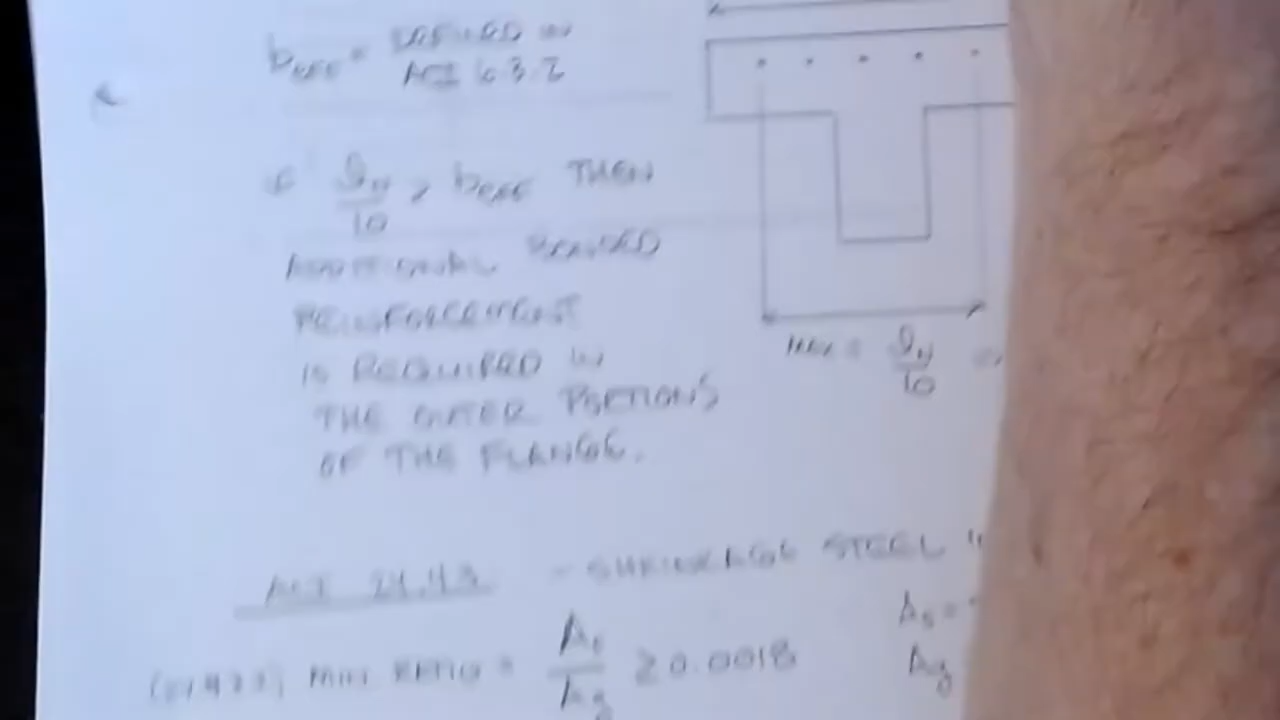 b_eff = DEFINED IN
ACI 6.3.2
IF ℓn/10 > b_eff THEN
ADDITIONAL BONDED
REINFORCEMENT
IS REQUIRED IN
THE OUTER PORTIONS
OF THE FLANGE.
MAX = ℓn/10
ACI 24.4.3 - SHRINKAGE STEEL
MIN RATIO = As/Ag ≥ 0.0018
As =
Ag